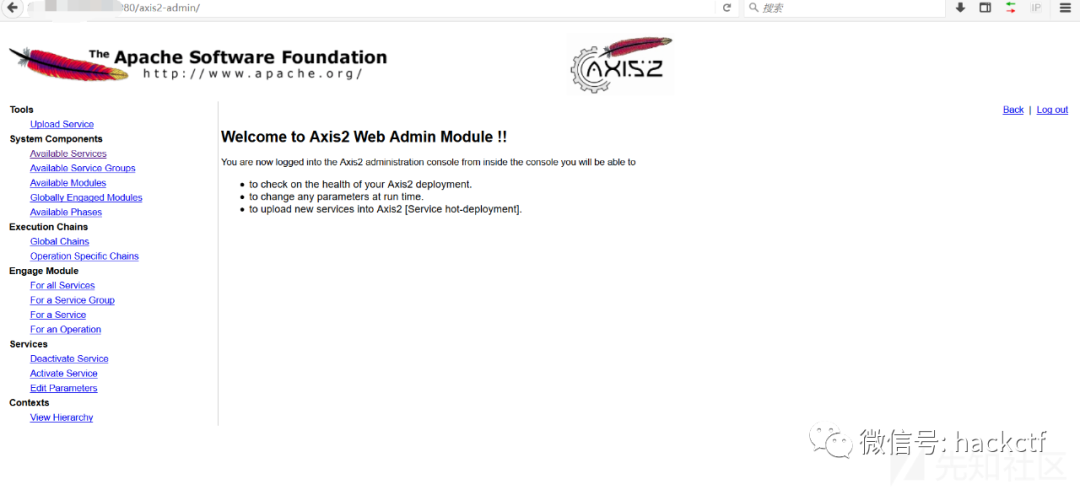 80/axis2-admin/
搜索
IP
The Apache Software Foundation
http://www.apache.org/
AXIS2
Back | Log out
Tools
Upload Service
System Components
Available Services
Available Service Groups
Available Modules
Globally Engaged Modules
Available Phases
Execution Chains
Global Chains
Operation Specific Chains
Engage Module
For all Services
For a Service Group
For a Service
For an Operation
Services
Deactivate Service
Activate Service
Edit Parameters
Contexts
View Hierarchy
Welcome to Axis2 Web Admin Module !!
You are now logged into the Axis2 administration console from inside the console you will be able to
to check on the health of your Axis2 deployment.
to change any parameters at run time.
to upload new services into Axis2 [Service hot-deployment].
微信号: hackctf
先知社区